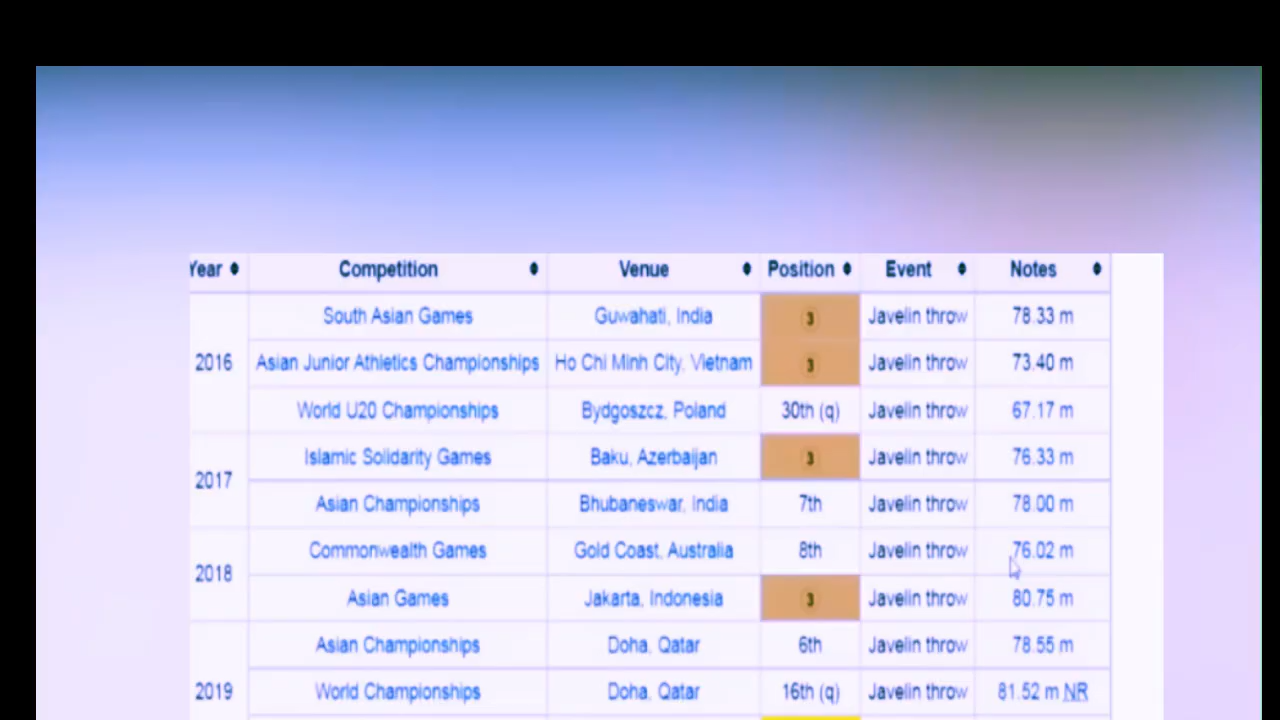 Year Competition Venue Position Event Notes
2016 South Asian Games Guwahati, India 3 Javelin throw 78.33 m
Asian Junior Athletics Championships Ho Chi Minh City, Vietnam 3 Javelin throw 73.40 m
World U20 Championships Bydgoszcz, Poland 30th (q) Javelin throw 67.17 m
2017 Islamic Solidarity Games Baku, Azerbaijan 3 Javelin throw 76.33 m
Asian Championships Bhubaneswar, India 7th Javelin throw 78.00 m
2018 Commonwealth Games Gold Coast, Australia 8th Javelin throw 76.02 m
Asian Games Jakarta, Indonesia 3 Javelin throw 80.75 m
2019 Asian Championships Doha, Qatar 6th Javelin throw 78.55 m
World Championships Doha, Qatar 16th (q) Javelin throw 81.52 m NR